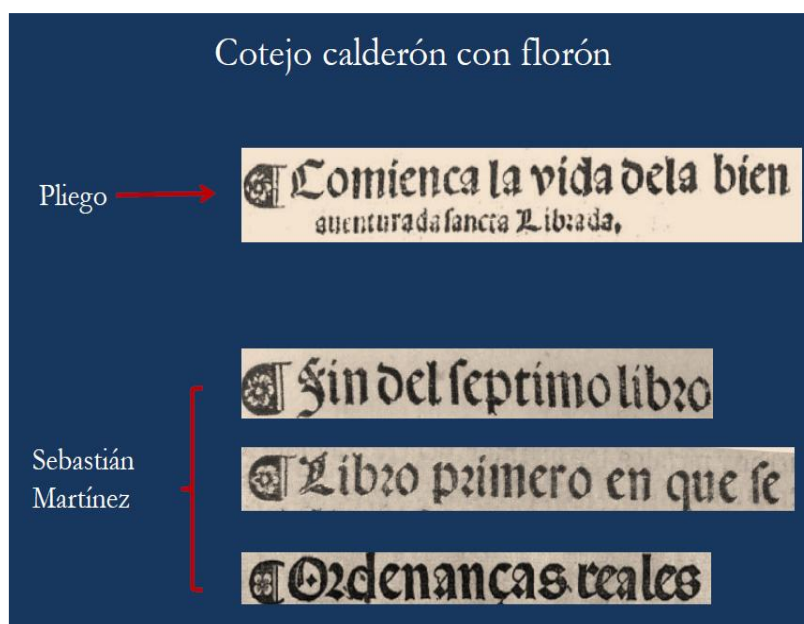 Cotejo calderón con florón
Pliego
¶ Comiença la vida dela bien
auenturada sancta Librada.
Sebastián
Martínez
¶ Fin del septimo libro
¶ Libro primero en que se
¶ Ordenanças reales